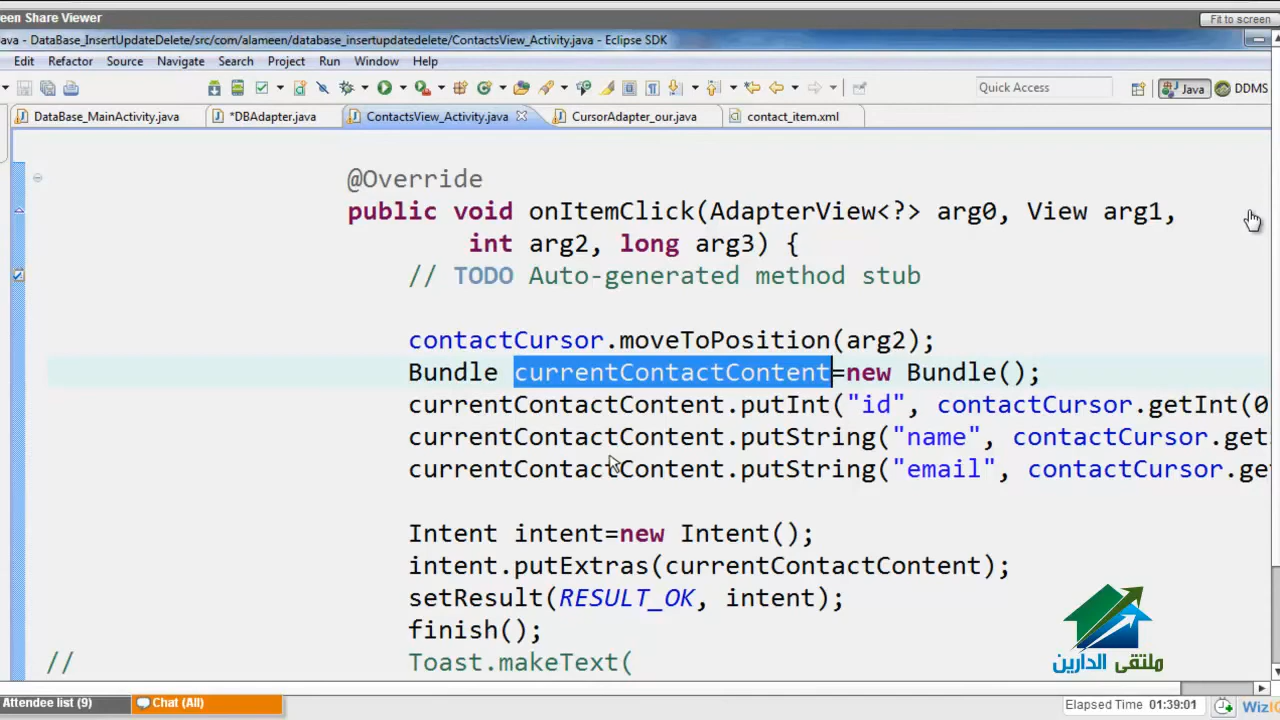 reen Share Viewer
Fit to screen
ava - DataBase_InsertUpdateDelete/src/com/alameen/database_insertupdatedelete/ContactsView_Activity.java - Eclipse SDK
Edit Refactor Source Navigate Search Project Run Window Help
Quick Access Java DDMS
DataBase_MainActivity.java *DBAdapter.java ContactsView_Activity.java CursorAdapter_our.java contact_item.xml
@Override
public void onItemClick(AdapterView<?> arg0, View arg1,
int arg2, long arg3) {
// TODO Auto-generated method stub
contactCursor.moveToPosition(arg2);
Bundle currentContactContent=new Bundle();
currentContactContent.putInt("id", contactCursor.getInt(0
currentContactContent.putString("name", contactCursor.get
currentContactContent.putString("email", contactCursor.ge
Intent intent=new Intent();
intent.putExtras(currentContactContent);
setResult(RESULT_OK, intent);
finish();
// Toast.makeText(
ملتقى الدارين
Attendee list (9) Chat (All)
Elapsed Time 01:39:01 WizI